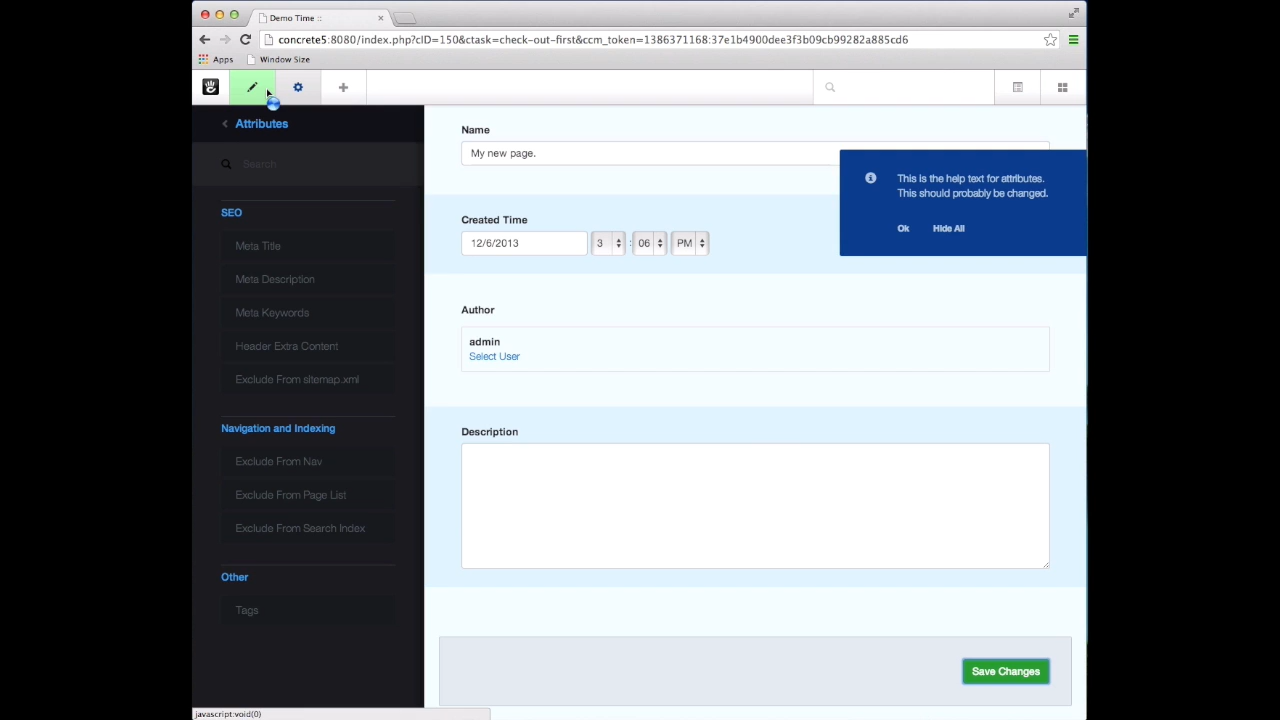 Demo Time ::
concrete5:8080/index.php?cID=150&ctask=check-out-first&ccm_token=1386371168:37e1b4900dee3f3b09cb99282a885cd6
Apps Window Size
Attributes
Search
SEO
Meta Title
Meta Description
Meta Keywords
Header Extra Content
Exclude From sitemap.xml
Navigation and Indexing
Exclude From Nav
Exclude From Page List
Exclude From Search Index
Other
Tags
Name
My new page.
This is the help text for attributes.
This should probably be changed.
Ok Hide All
Created Time
12/6/2013 3 : 06 PM
Author
admin
Select User
Description
Save Changes
javascript:void(0)